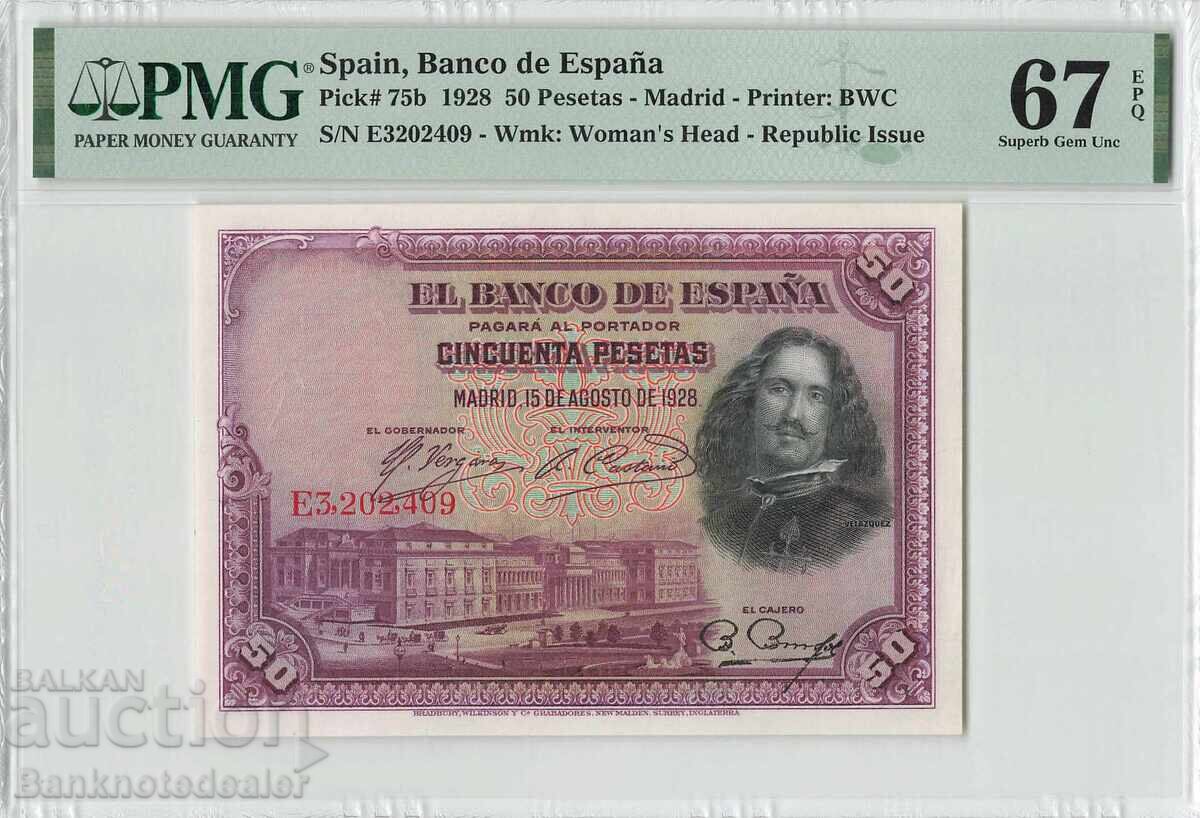 PMG®
PAPER MONEY GUARANTY
Spain, Banco de España
Pick# 75b 1928 50 Pesetas - Madrid - Printer: BWC
S/N E3202409 - Wmk: Woman's Head - Republic Issue
67
EPQ
Superb Gem Unc
50
EL BANCO DE ESPAÑA
PAGARÁ AL PORTADOR
CINCUENTA PESETAS
MADRID, 15 DE AGOSTO DE 1928
EL GOBERNADOR EL INTERVENTOR
E3,202,409
VELAZQUEZ
EL CAJERO
50 50
BRADBURY, WILKINSON Y Cª GRABADORES, NEW MALDEN, SURREY, INGLATERRA
BALKAN
auction
Banknotedealer